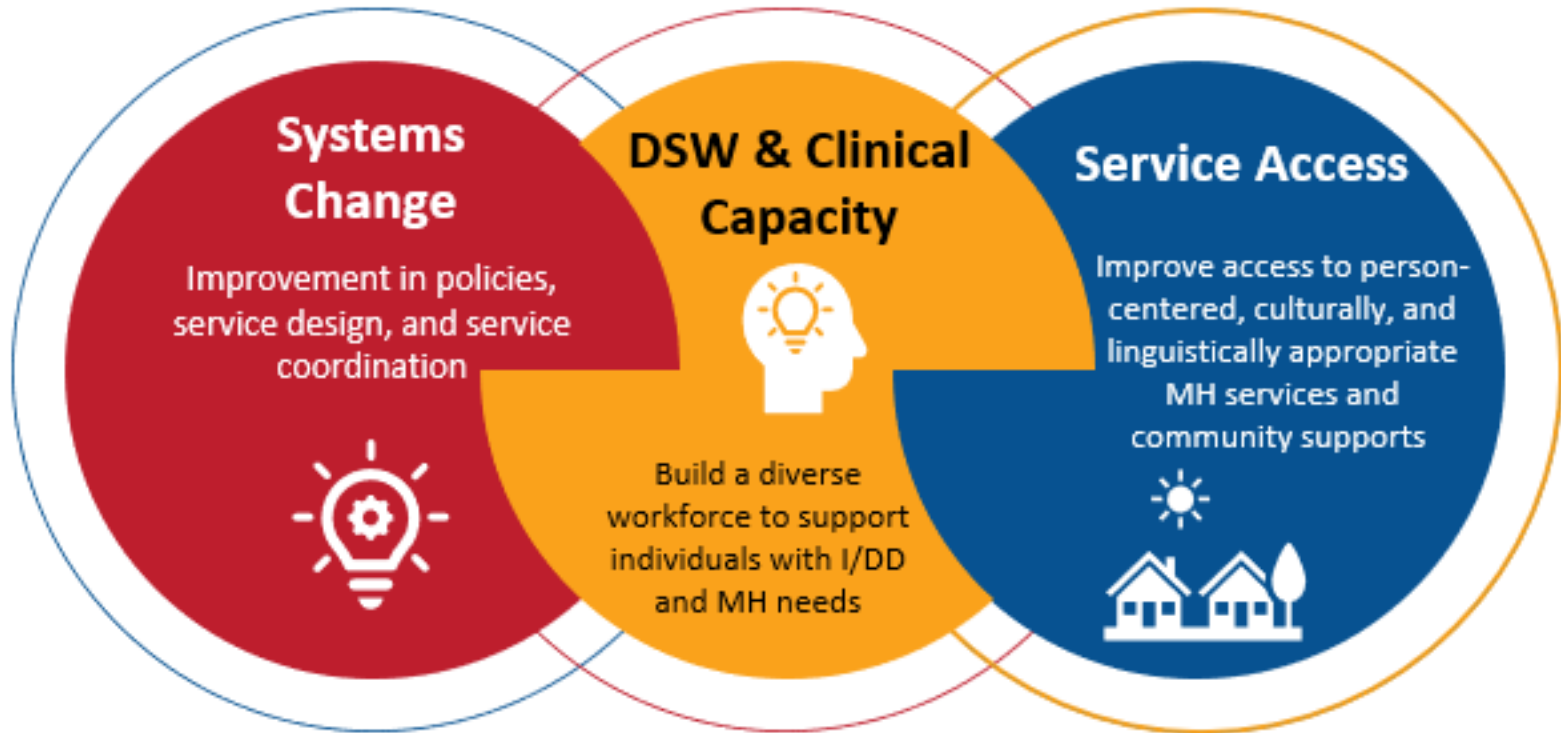 Systems
Change
Improvement in policies,
service design, and service
coordination
DSW & Clinical
Capacity
Build a diverse
workforce to support
individuals with I/DD
and MH needs
Service Access
Improve access to person-
centered, culturally, and
linguistically appropriate
MH services and
community supports